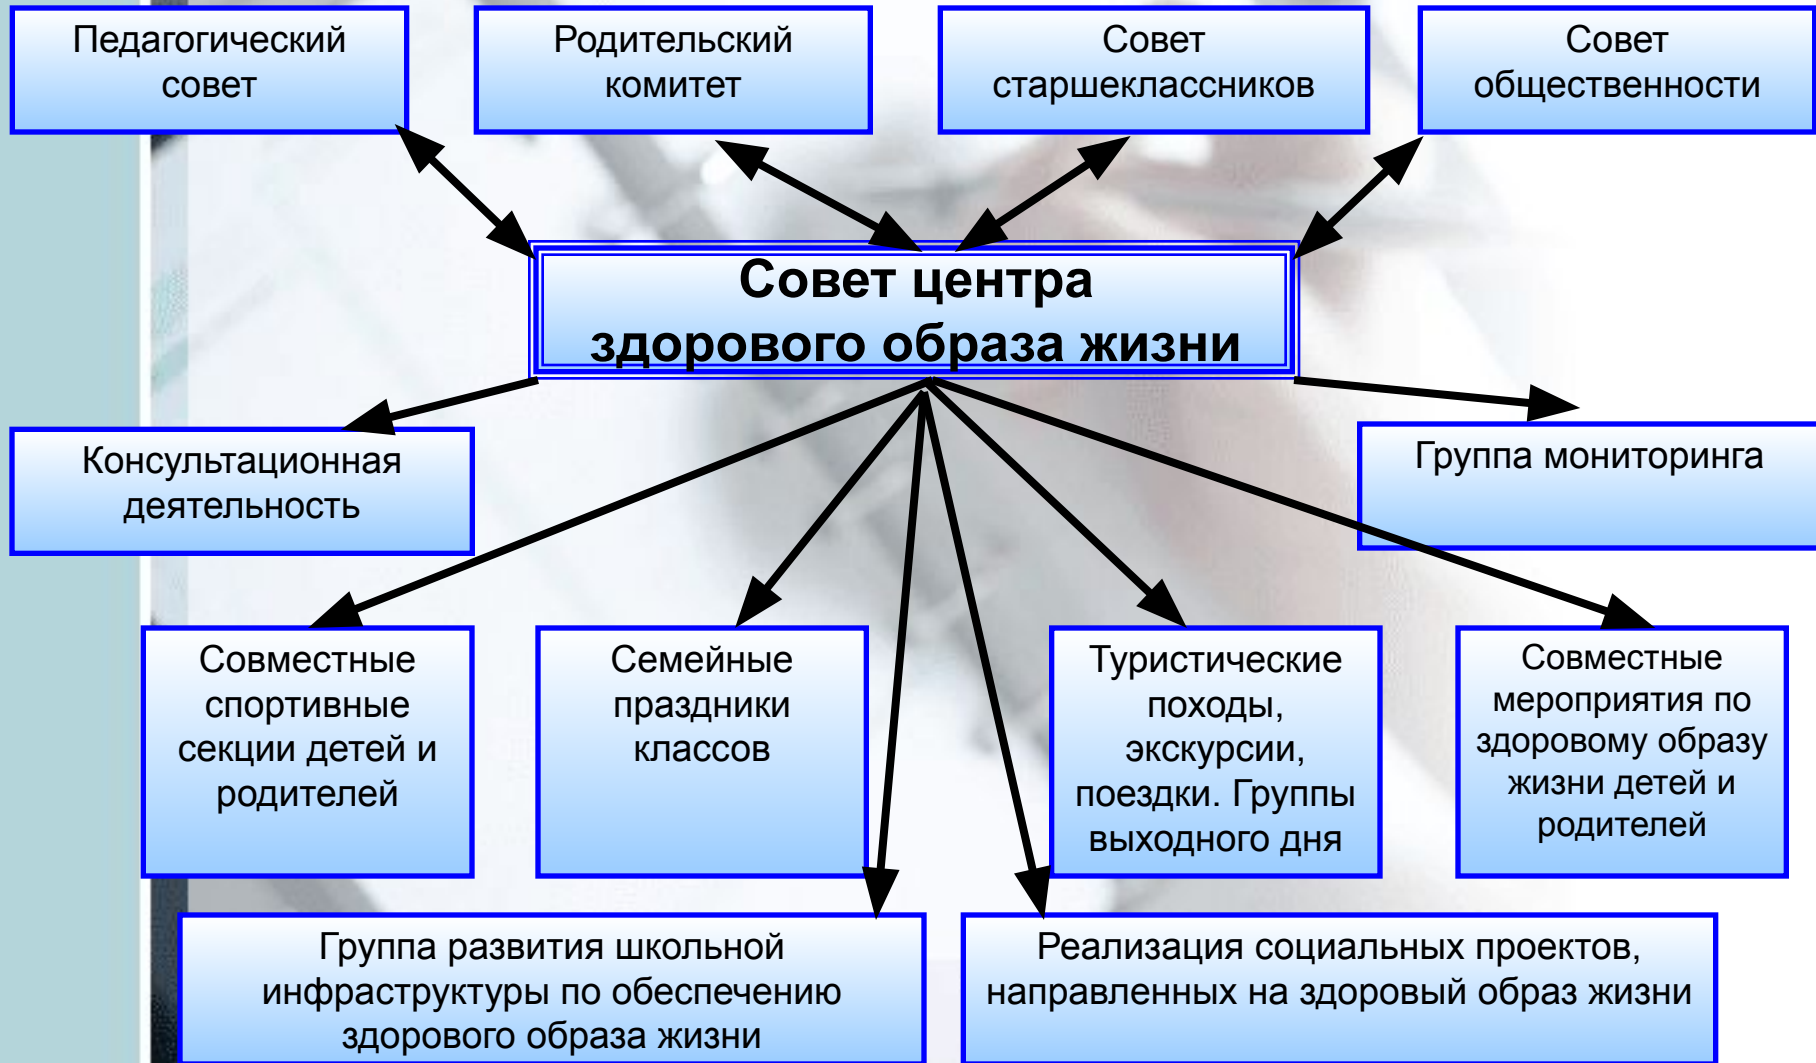 Педагогический
совет
Родительский
комитет
Совет
старшеклассников
Совет
общественности
Совет центра
здорового образа жизни
Консультационная
деятельность
Группа мониторинга
Совместные
спортивные
секции детей и
родителей
Семейные
праздники
классов
Туристические
походы,
экскурсии,
поездки. Группы
выходного дня
Совместные
мероприятия по
здоровому образу
жизни детей и
родителей
Группа развития школьной
инфраструктуры по обеспечению
здорового образа жизни
Реализация социальных проектов,
направленных на здоровый образ жизни